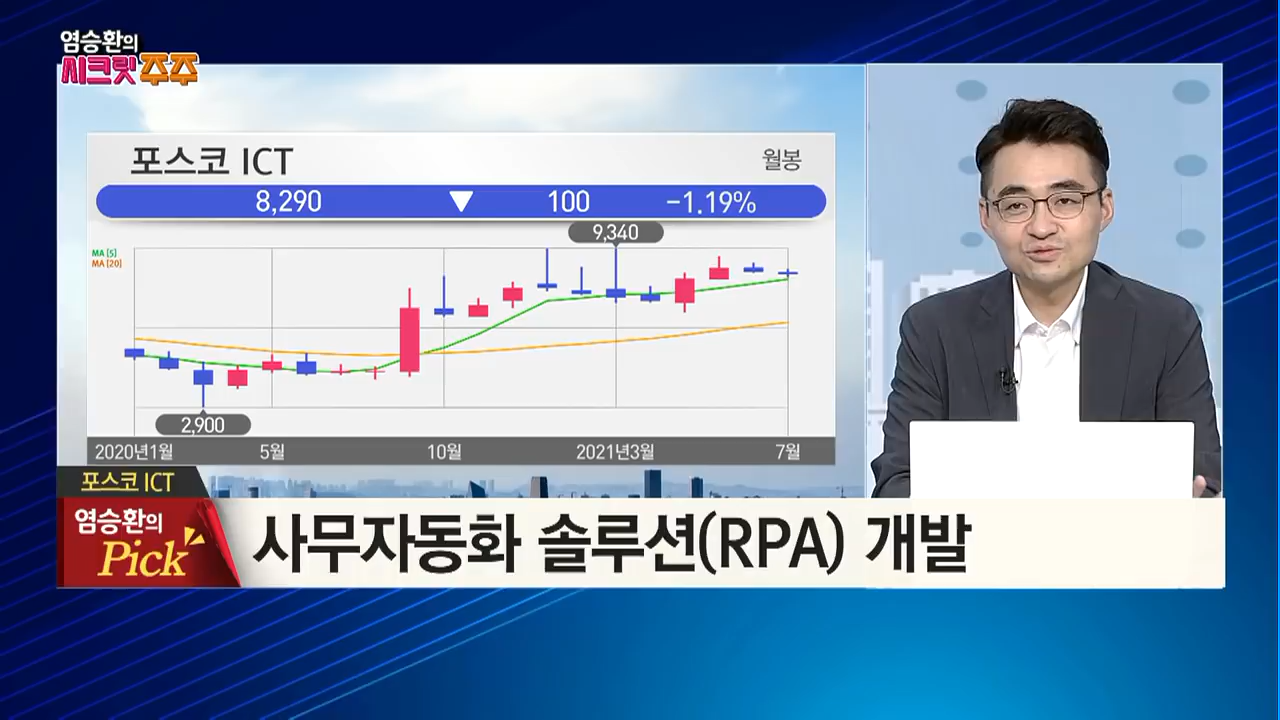 염승환의
시크릿 주주
포스코 ICT
월봉
8,290 ▼ 100 -1.19%
9,340
MA [5]
MA [20]
2,900
2020년1월 5월 10월 2021년3월 7월
포스코 ICT
염승환의
Pick
사무자동화 솔루션(RPA) 개발